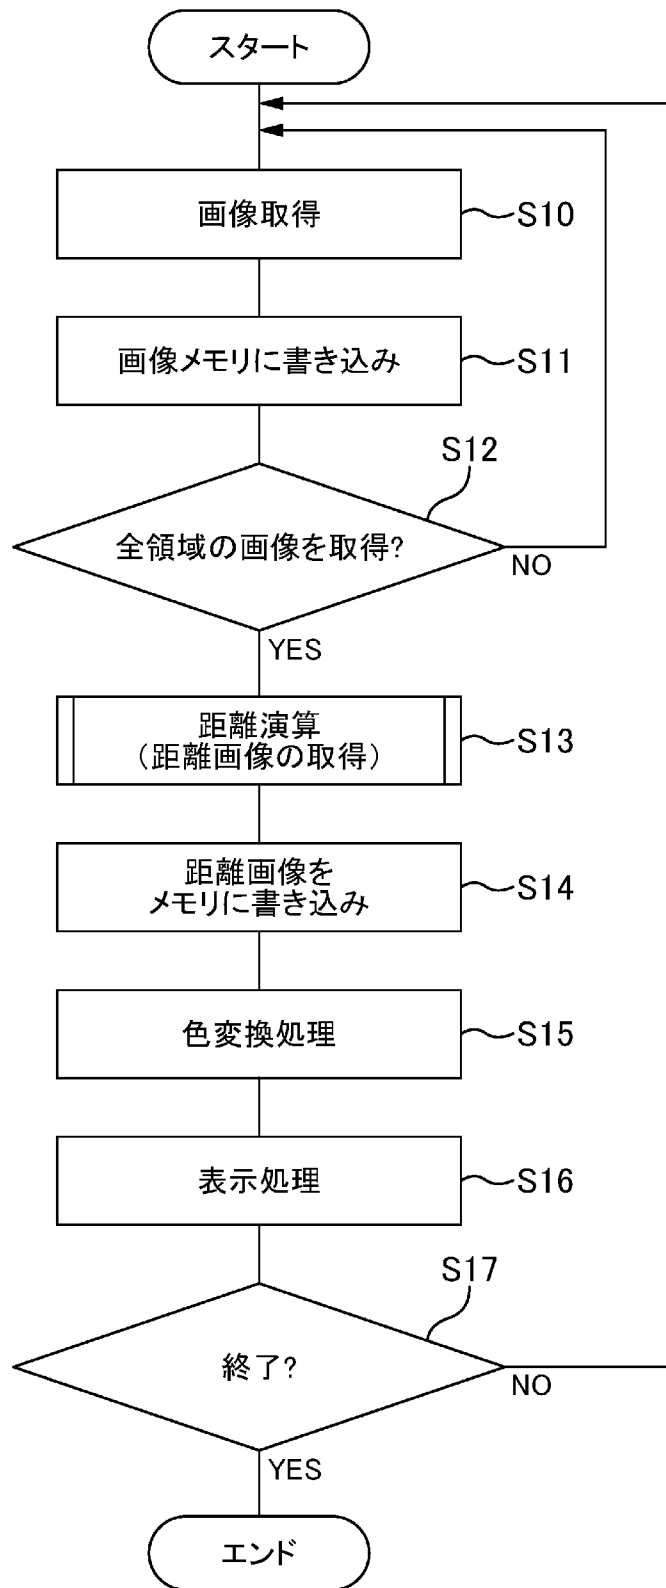 スタート
画像取得
S10
画像メモリに書き込み
S11
S12
全領域の画像を取得?
NO
YES
距離演算
(距離画像の取得)
S13
距離画像を
メモリに書き込み
S14
色変換処理
S15
表示処理
S16
S17
終了?
NO
YES
エンド